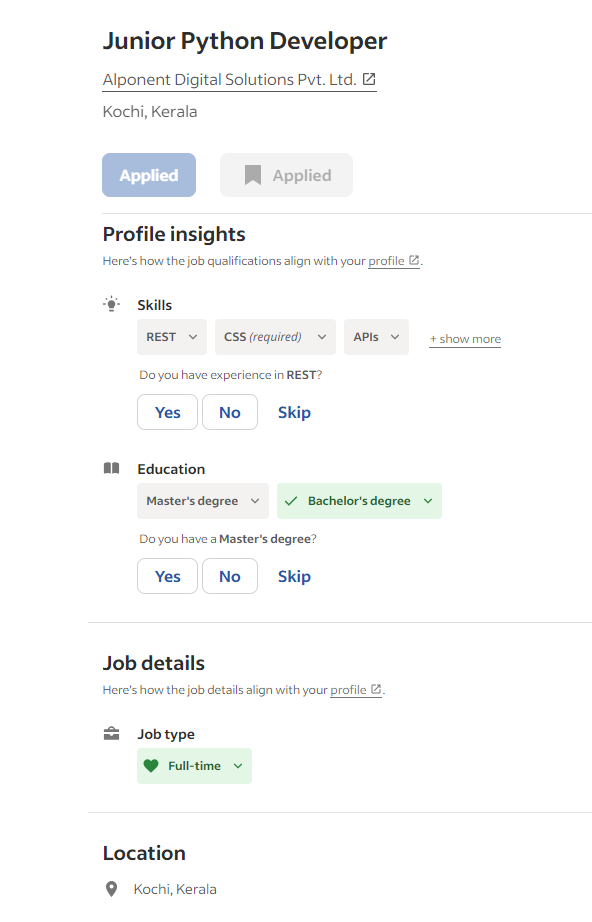 Junior Python Developer
Alponent Digital Solutions Pvt. Ltd.
Kochi, Kerala
Applied Applied
Profile insights
Here's how the job qualifications align with your profile.
Skills
REST CSS (required) APIs + show more
Do you have experience in REST?
Yes No Skip
Education
Master's degree Bachelor's degree
Do you have a Master's degree?
Yes No Skip
Job details
Here's how the job details align with your profile.
Job type
Full-time
Location
Kochi, Kerala